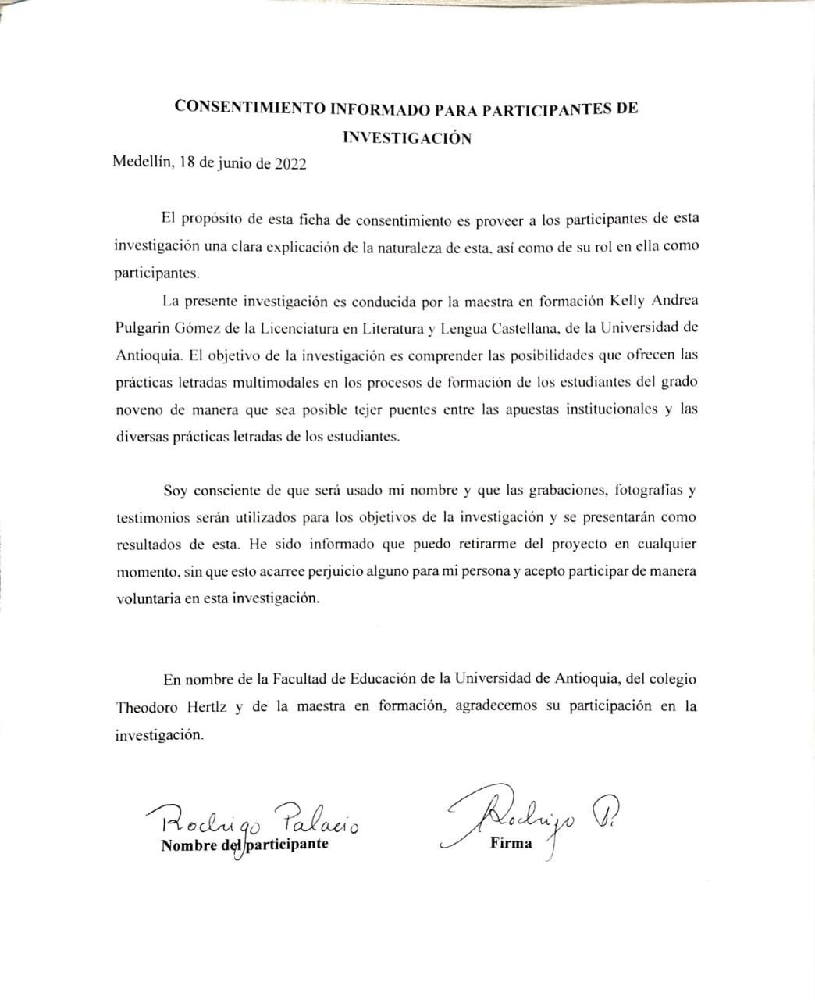 CONSENTIMIENTO INFORMADO PARA PARTICIPANTES DE
INVESTIGACIÓN
Medellín, 18 de junio de 2022
El propósito de esta ficha de consentimiento es proveer a los participantes de esta
investigación una clara explicación de la naturaleza de esta, así como de su rol en ella como
participantes.
La presente investigación es conducida por la maestra en formación Kelly Andrea
Pulgarin Gómez de la Licenciatura en Literatura y Lengua Castellana, de la Universidad de
Antioquia. El objetivo de la investigación es comprender las posibilidades que ofrecen las
prácticas letradas multimodales en los procesos de formación de los estudiantes del grado
noveno de manera que sea posible tejer puentes entre las apuestas institucionales y las
diversas prácticas letradas de los estudiantes.
Soy consciente de que será usado mi nombre y que las grabaciones, fotografías y
testimonios serán utilizados para los objetivos de la investigación y se presentarán como
resultados de esta. He sido informado que puedo retirarme del proyecto en cualquier
momento, sin que esto acarree perjuicio alguno para mi persona y acepto participar de manera
voluntaria en esta investigación.
En nombre de la Facultad de Educación de la Universidad de Antioquia, del colegio
Theodoro Hertlz y de la maestra en formación, agradecemos su participación en la
investigación.
Rodrigo Palacio Rodrigo P.
Nombre del participante Firma